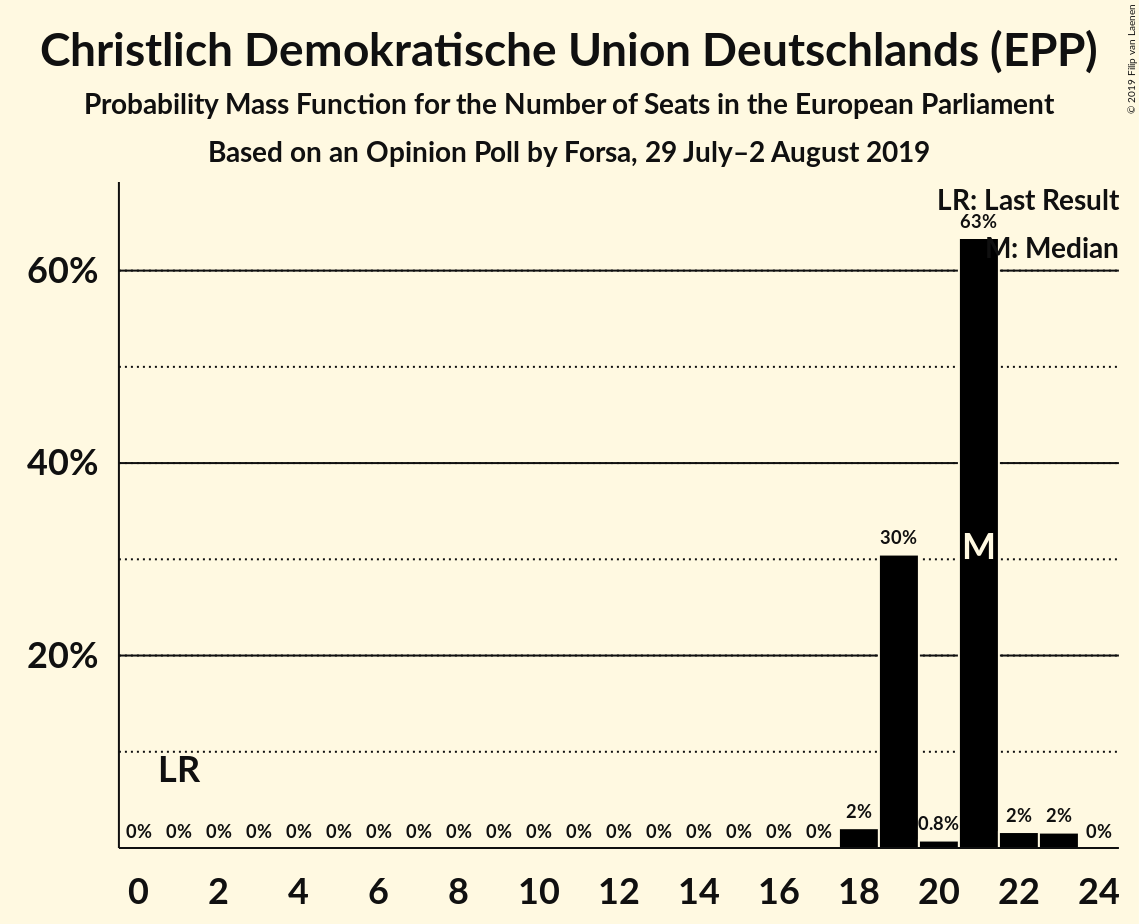 Christlich Demokratische Union Deutschlands (EPP)
Probability Mass Function for the Number of Seats in the European Parliament
Based on an Opinion Poll by Forsa, 29 July–2 August 2019
© 2019 Filip van Laenen
LR: Last Result
M: Median
63%
60%
40%
30%
M
20%
LR
0% 0% 0% 0% 0% 0% 0% 0% 0% 0% 0% 0% 0% 0% 0% 0% 0% 0% 2% 0.8% 2% 2% 0%
0 2 4 6 8 10 12 14 16 18 20 22 24